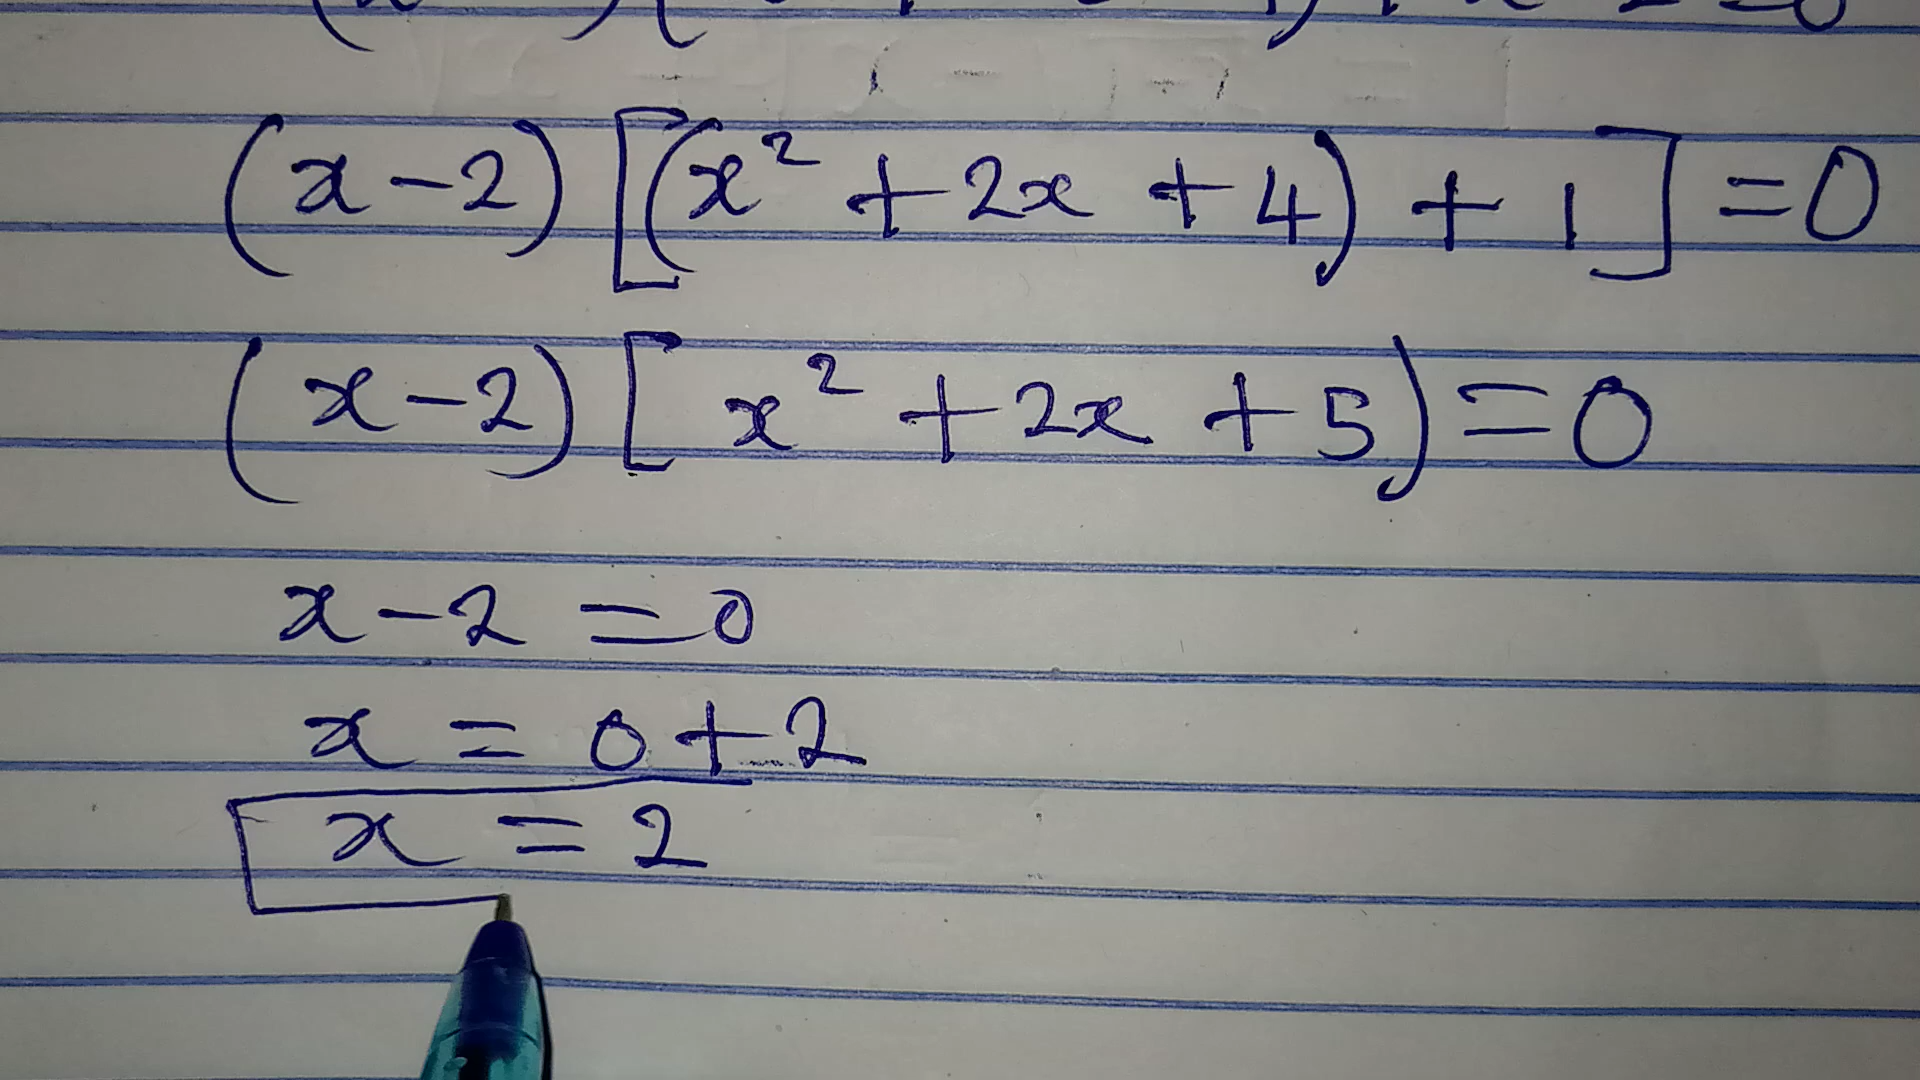 (x-2)[(x² + 2x + 4) + 1] = 0
(x-2)[x² + 2x + 5) = 0
x - 2 = 0
x = 0 + 2
x = 2